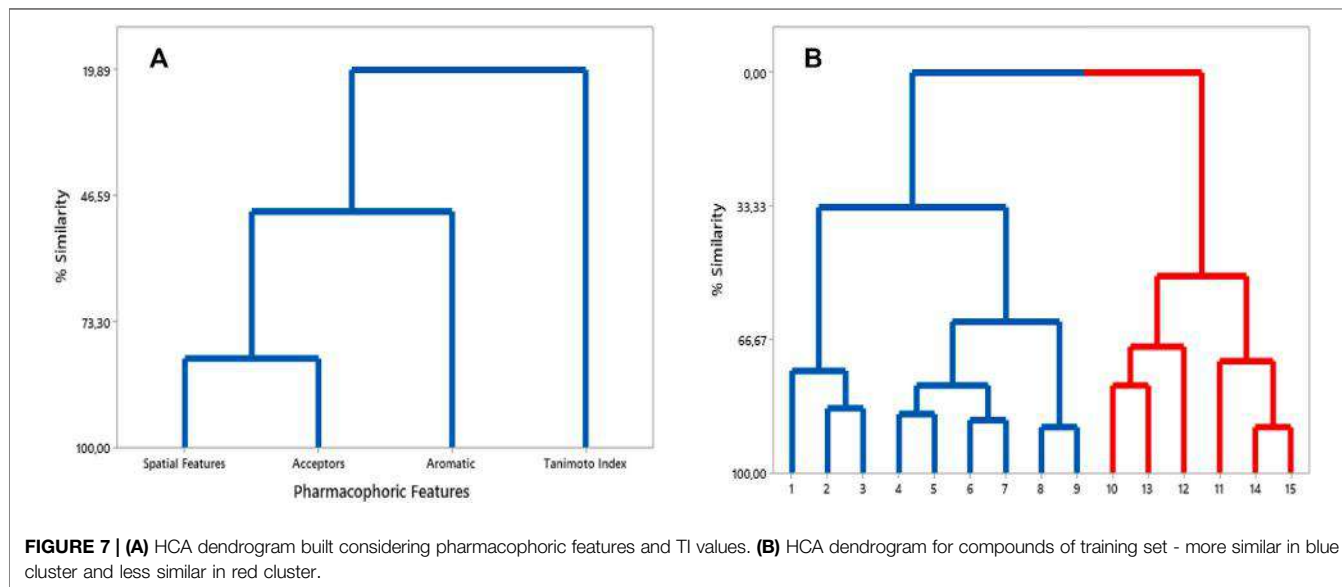 A
19,89
46,59
73,30
100,00
% Similarity
Spatial Features Acceptors Aromatic Tanimoto Index
Pharmacophoric Features
B
0,00
33,33
66,67
100,00
% Similarity
1 2 3 4 5 6 7 8 9 10 13 12 11 14 15
FIGURE 7 | (A) HCA dendrogram built considering pharmacophoric features and TI values. (B) HCA dendrogram for compounds of training set - more similar in blue
cluster and less similar in red cluster.